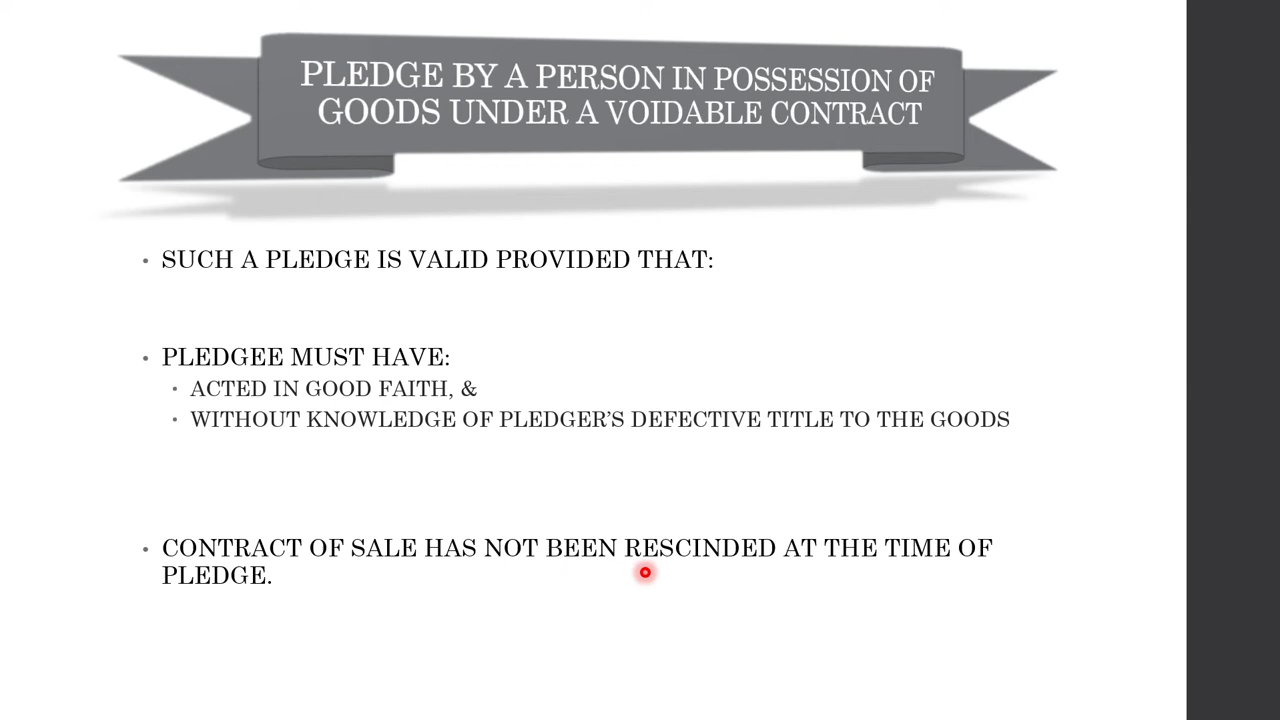 PLEDGE BY A PERSON IN POSSESSION OF
GOODS UNDER A VOIDABLE CONTRACT
• SUCH A PLEDGE IS VALID PROVIDED THAT:
• PLEDGEE MUST HAVE:
• ACTED IN GOOD FAITH, &
• WITHOUT KNOWLEDGE OF PLEDGER’S DEFECTIVE TITLE TO THE GOODS
• CONTRACT OF SALE HAS NOT BEEN RESCINDED AT THE TIME OF
PLEDGE.